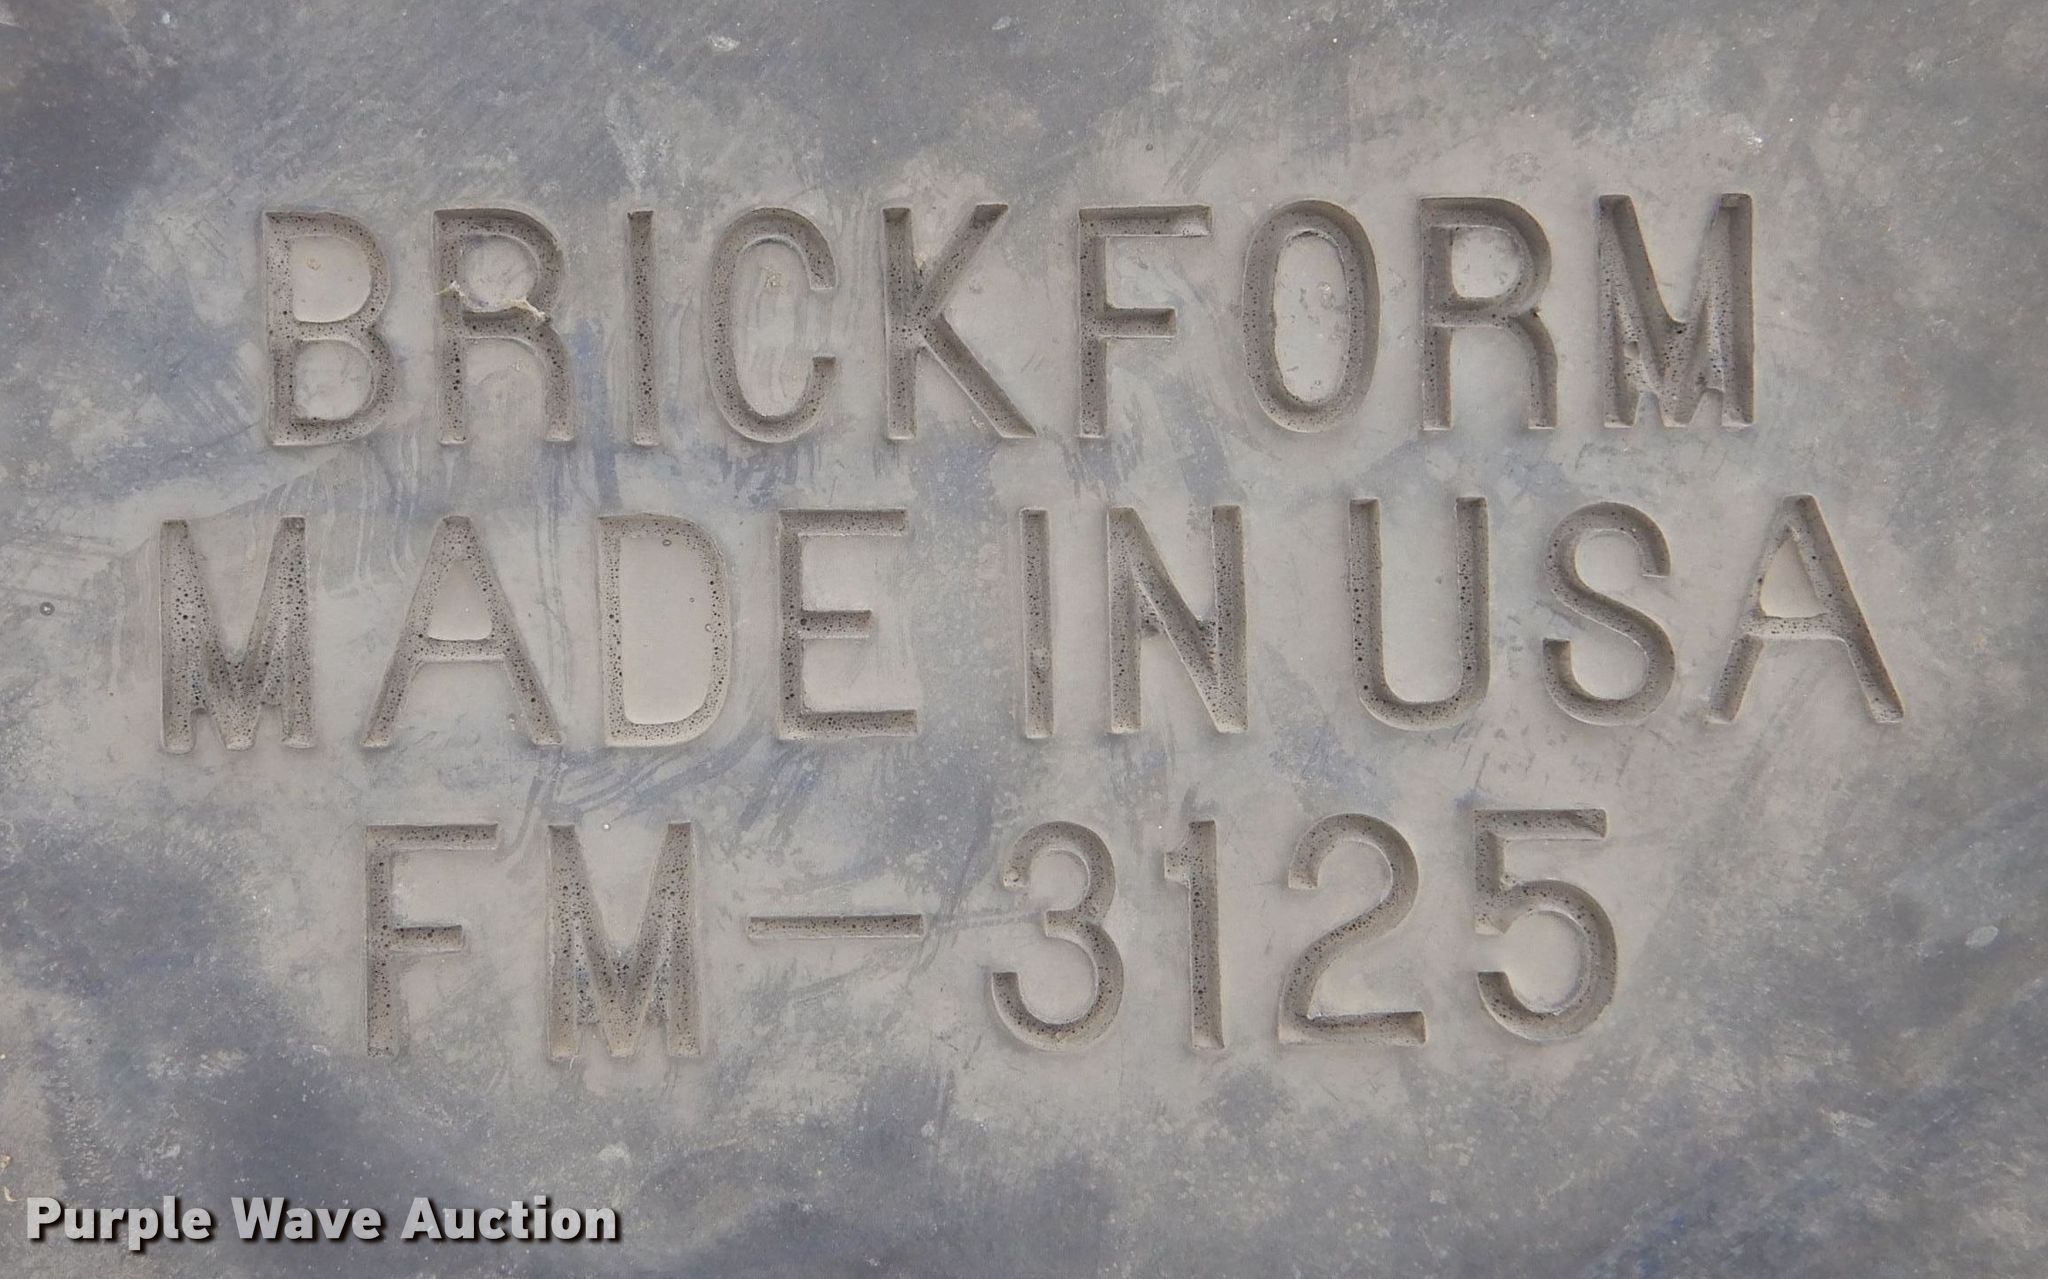 BRICKFORM
MADE IN USA
FM-3125
Purple Wave Auction